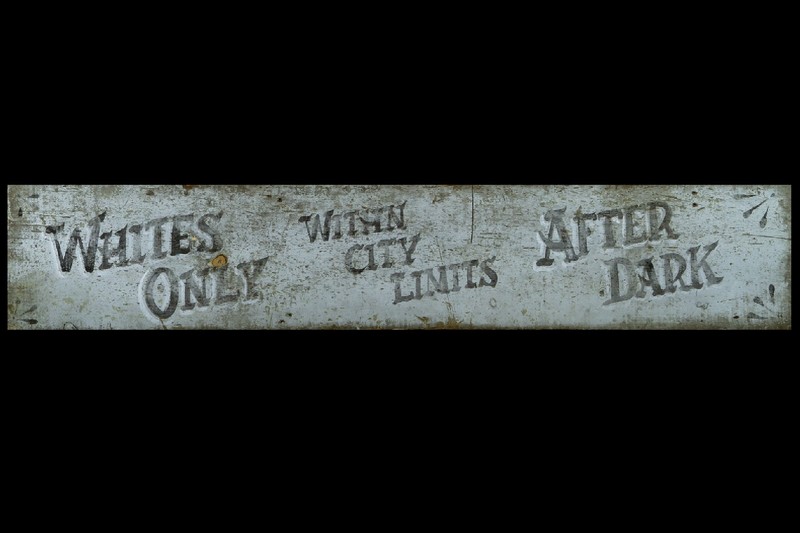 WHITES
ONLY
WITHIN
CITY
LIMITS
AFTER
DARK